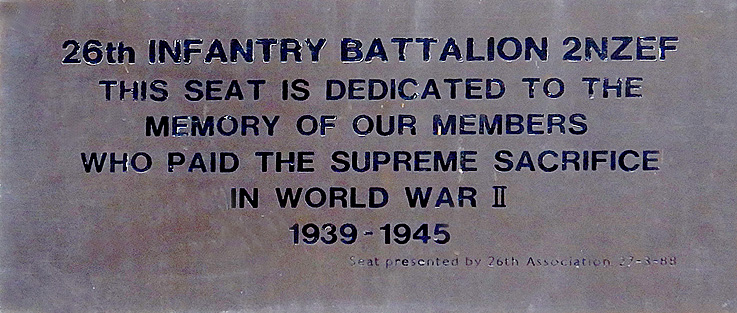 26th INFANTRY BATTALION 2NZEF
THIS SEAT IS DEDICATED TO THE
MEMORY OF OUR MEMBERS
WHO PAID THE SUPREME SACRIFICE
IN WORLD WAR II
1939-1945
Seat presented by 26th Association 27-3-88